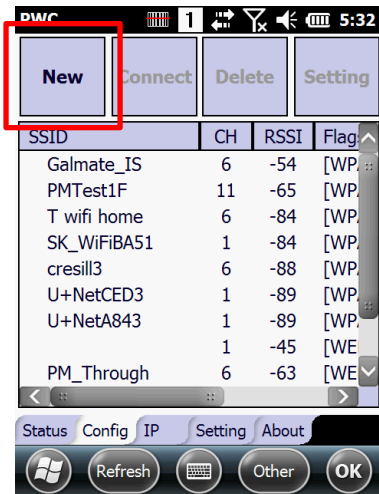 PWC 1 5:32
New Connect Delete Setting
SSID CH RSSI Flag
Galmate_IS 6 -54 [WP
PMTest1F 11 -65 [WP
T wifi home 6 -84 [WP
SK_WiFiBA51 1 -84 [WP
cresill3 6 -88 [WP
U+NetCED3 1 -89 [WP
U+NetA843 1 -89 [WP
1 -45 [WE
PM_Through 6 -63 [WE
Status Config IP Setting About
Refresh Other OK